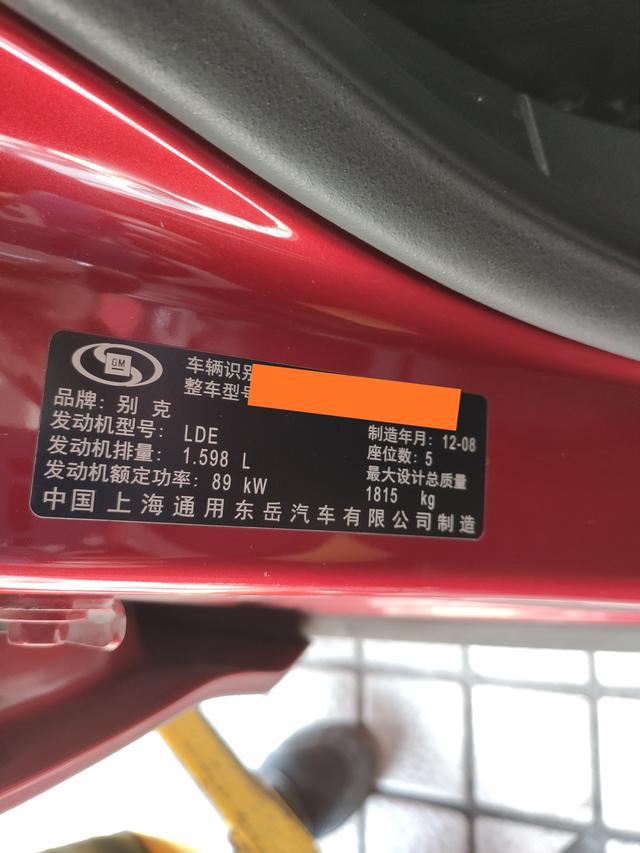 GM
车辆识别
整车型号
品牌：别 克
发动机型号：LDE
制造年月：12-08
发动机排量：1.598 L
座位数：5
发动机额定功率：89 kW
最大设计总质量
1815 kg
中国上海通用东岳汽车有限公司制造